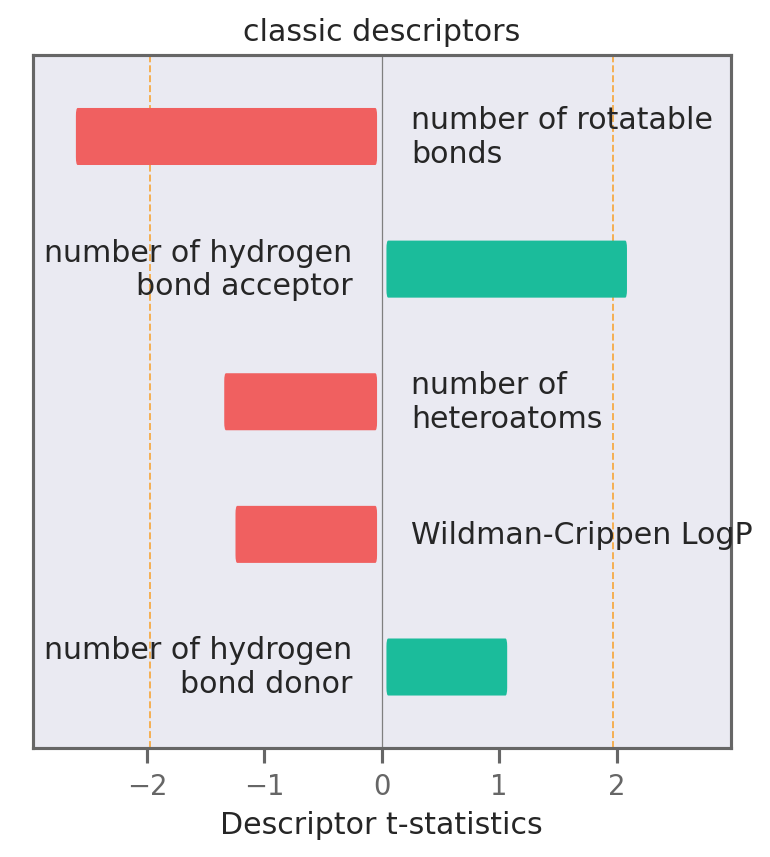 classic descriptors
number of rotatable
bonds
number of hydrogen
bond acceptor
number of
heteroatoms
Wildman-Crippen LogP
number of hydrogen
bond donor
−2 −1 0 1 2
Descriptor t-statistics